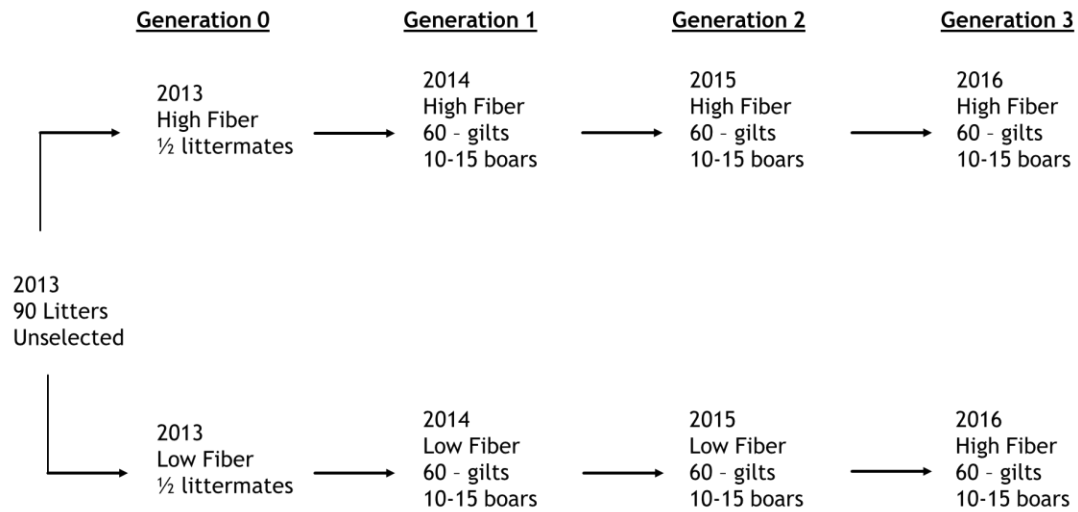 Generation 0
Generation 1
Generation 2
Generation 3
2013
High Fiber
½ littermates
2014
High Fiber
60 – gilts
10-15 boars
2015
High Fiber
60 – gilts
10-15 boars
2016
High Fiber
60 – gilts
10-15 boars
2013
90 Litters
Unselected
2013
Low Fiber
½ littermates
2014
Low Fiber
60 – gilts
10-15 boars
2015
Low Fiber
60 – gilts
10-15 boars
2016
High Fiber
60 – gilts
10-15 boars